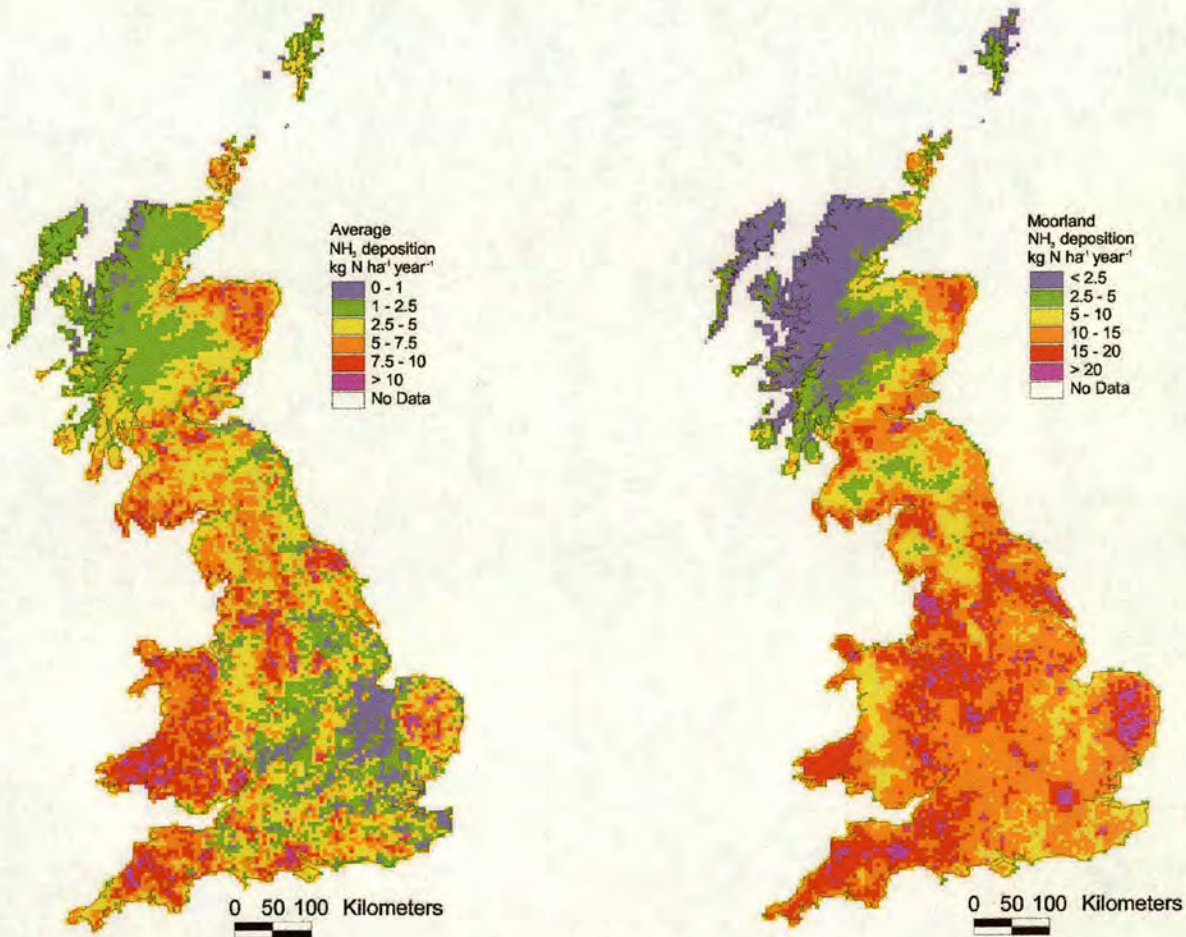 Average
NH₃ deposition
kg N ha⁻¹ year⁻¹
0 - 1
1 - 2.5
2.5 - 5
5 - 7.5
7.5 - 10
> 10
No Data
0 50 100 Kilometers
Moorland
NH₃ deposition
kg N ha⁻¹ year⁻¹
< 2.5
2.5 - 5
5 - 10
10 - 15
15 - 20
> 20
No Data
0 50 100 Kilometers